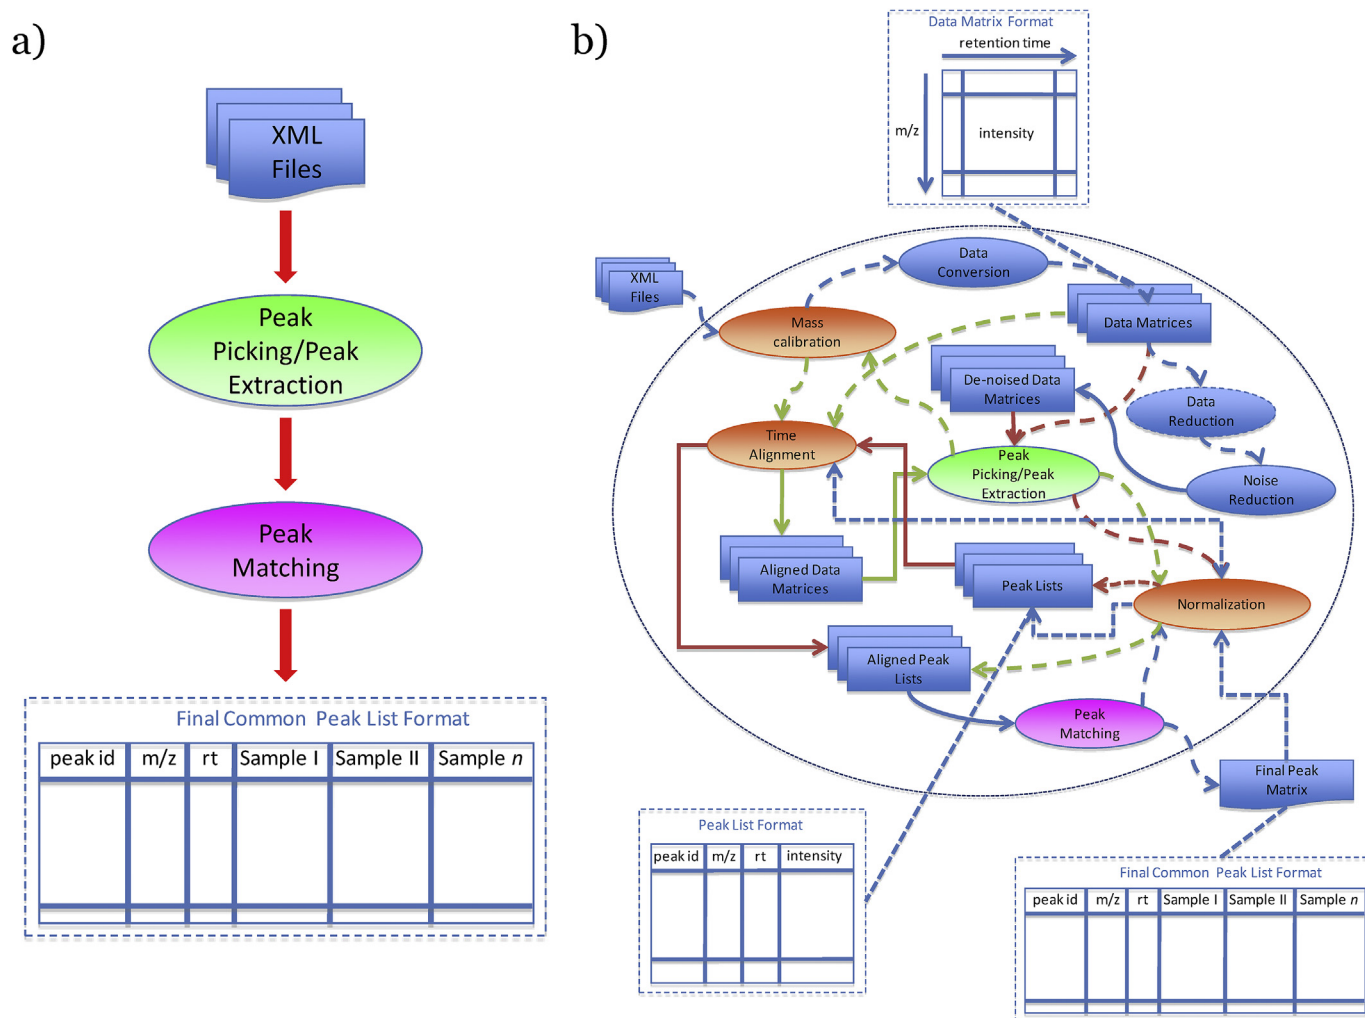 a)
XML
Files
Peak
Picking/Peak
Extraction
Peak
Matching
Final Common Peak List Format
peak id m/z rt Sample I Sample II Sample n
b)
Data Matrix Format
retention time
m/z
intensity
XML
Files
Data
Conversion
Mass
calibration
Data Matrices
De-noised Data
Matrices
Data
Reduction
Time
Alignment
Peak
Picking/Peak
Extraction
Noise
Reduction
Aligned Data
Matrices
Peak Lists
Normalization
Aligned Peak
Lists
Peak
Matching
Final Peak
Matrix
Peak List Format
peak id m/z rt intensity
Final Common Peak List Format
peak id m/z rt Sample I Sample II Sample n